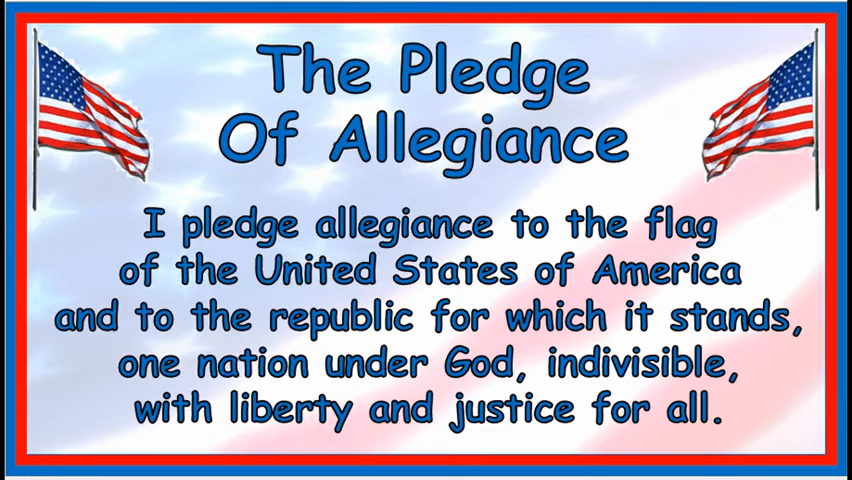 The Pledge
Of Allegiance
I pledge allegiance to the flag
of the United States of America
and to the republic for which it stands,
one nation under God, indivisible,
with liberty and justice for all.